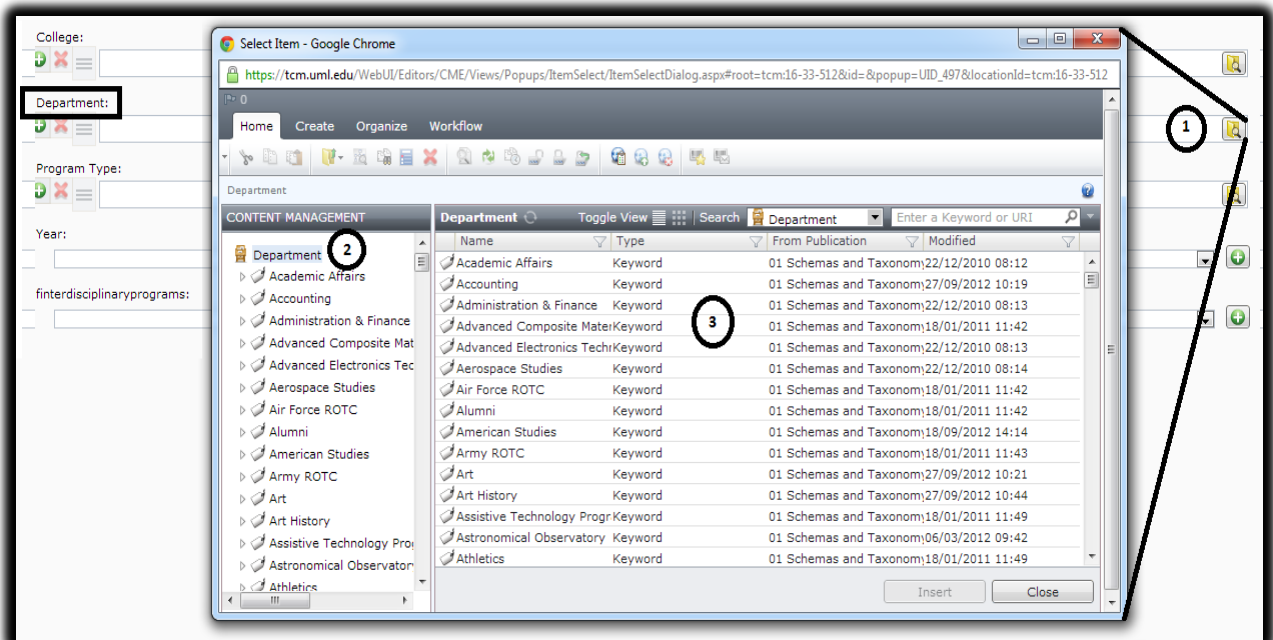 College:
Department:
Program Type:
Year:
finterdisciplinaryprograms:
1
Select Item - Google Chrome
https://tcm.uml.edu/WebUI/Editors/CME/Views/Popups/ItemSelect/ItemSelectDialog.aspx#root=tcm:16-33-512&id=&popup=UID_497&locationId=tcm:16-33-512
0
Home Create Organize Workflow
Department
CONTENT MANAGEMENT
Department 2
Academic Affairs
Accounting
Administration & Finance
Advanced Composite Mat
Advanced Electronics Tec
Aerospace Studies
Air Force ROTC
Alumni
American Studies
Army ROTC
Art
Art History
Assistive Technology Pro
Astronomical Observator
Athletics
Department Toggle View Search Department Enter a Keyword or URI
Name Type From Publication Modified
Academic Affairs Keyword 01 Schemas and Taxonomy 22/12/2010 08:12
Accounting Keyword 01 Schemas and Taxonomy 27/09/2012 10:19
Administration & Finance Keyword 01 Schemas and Taxonomy 22/12/2010 08:13
3
Advanced Composite Mater Keyword 01 Schemas and Taxonomy 18/01/2011 11:42
Advanced Electronics Techn Keyword 01 Schemas and Taxonomy 22/12/2010 08:13
Aerospace Studies Keyword 01 Schemas and Taxonomy 22/12/2010 08:14
Air Force ROTC Keyword 01 Schemas and Taxonomy 18/01/2011 11:42
Alumni Keyword 01 Schemas and Taxonomy 18/01/2011 11:42
American Studies Keyword 01 Schemas and Taxonomy 18/09/2012 14:14
Army ROTC Keyword 01 Schemas and Taxonomy 18/01/2011 11:43
Art Keyword 01 Schemas and Taxonomy 27/09/2012 10:21
Art History Keyword 01 Schemas and Taxonomy 27/09/2012 10:44
Assistive Technology Progr Keyword 01 Schemas and Taxonomy 18/01/2011 11:49
Astronomical Observatory Keyword 01 Schemas and Taxonomy 06/03/2012 09:42
Athletics Keyword 01 Schemas and Taxonomy 18/01/2011 11:49
Insert Close